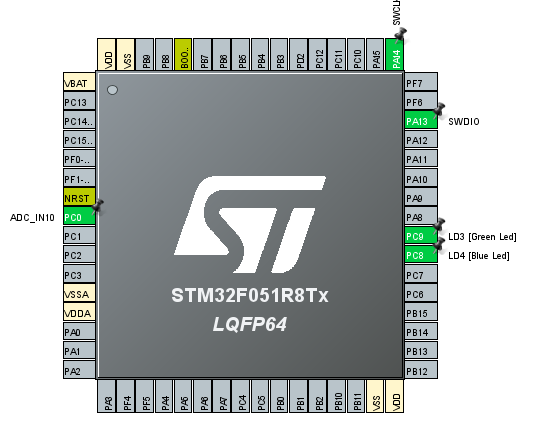 SWCLK
VDD
VSS
PB9
PB8
BOO..
PB7
PB6
PB5
PB4
PB3
PD2
PC12
PC11
PC10
PA15
PA14
VBAT
PC13
PC14..
PC15..
PF0-..
PF1-..
NRST
ADC_IN10 PC0
PC1
PC2
PC3
VSSA
VDDA
PA0
PA1
PA2
PF7
PF6
PA13 SWDIO
PA12
PA11
PA10
PA9
PA8
PC9 LD3 [Green Led]
PC8 LD4 [Blue Led]
PC7
PC6
PB15
PB14
PB13
PB12
ST
STM32F051R8Tx
LQFP64
PA3
PF4
PF5
PA4
PA5
PA6
PA7
PC4
PC5
PB0
PB1
PB2
PB10
PB11
VSS
VDD